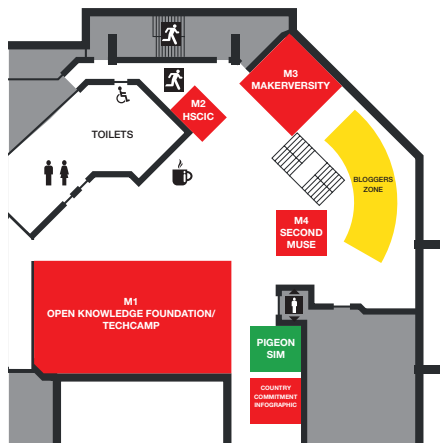 M3
MAKERVERSITY
M2
HSCIC
TOILETS
BLOGGERS
ZONE
M4
SECOND
MUSE
M1
OPEN KNOWLEDGE FOUNDATION/
TECHCAMP
PIGEON
SIM
COUNTRY
COMMITMENT
INFOGRAPHIC